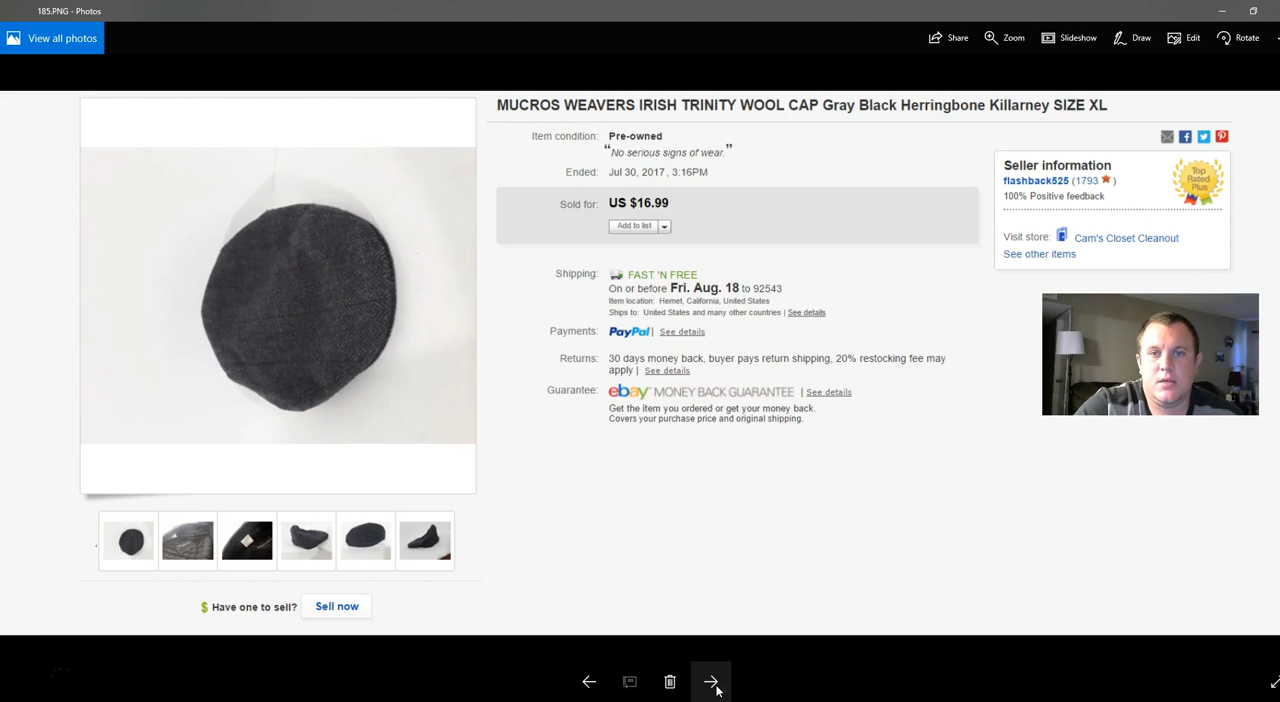 185.PNG - Photos
View all photos
Share
Zoom
Slideshow
Draw
Edit
Rotate
MUCROS WEAVERS IRISH TRINITY WOOL CAP Gray Black Herringbone Killarney SIZE XL
Item condition: Pre-owned
“No serious signs of wear.”
Ended: Jul 30, 2017 , 3:16PM
Sold for: US $16.99
Add to list
Shipping: FAST 'N FREE
On or before Fri. Aug. 18 to 92543
Item location: Hemet, California, United States
Ships to: United States and many other countries | See details
Payments: PayPal | See details
Returns: 30 days money back, buyer pays return shipping, 20% restocking fee may
apply | See details
Guarantee: ebay MONEY BACK GUARANTEE | See details
Get the item you ordered or get your money back.
Covers your purchase price and original shipping.
Seller information
flashback525 (1793 )
100% Positive feedback
Top
Rated
Plus
Visit store: Cam's Closet Cleanout
See other items
$ Have one to sell? Sell now